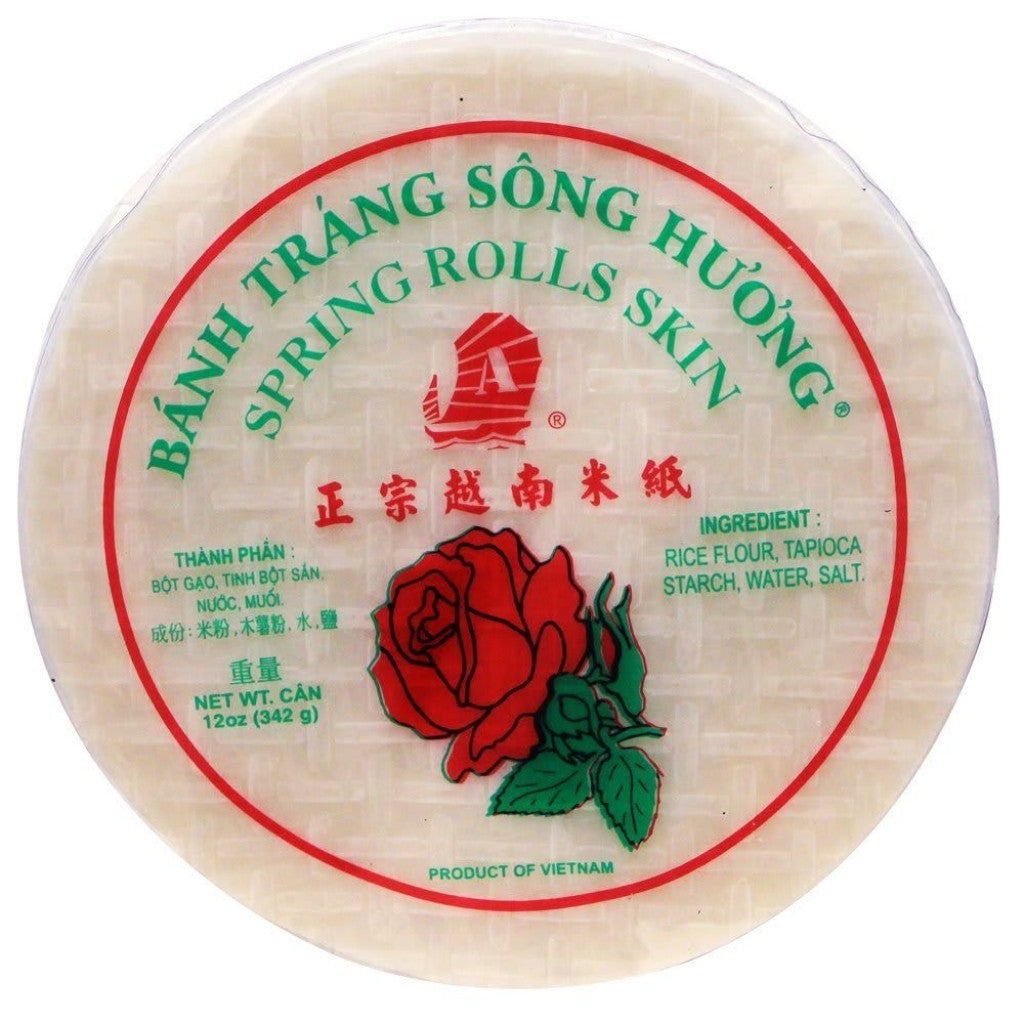 BÁNH TRÁNG SÔNG HƯƠNG®
SPRING ROLLS SKIN
A
®
正宗越南米紙
THÀNH PHẦN :
BỘT GẠO, TINH BỘT SẮN,
NƯỚC, MUỐI.
成份: 米粉 , 木薯粉 , 水 , 鹽
重量
NET WT. CÂN
12oz (342 g)
INGREDIENT :
RICE FLOUR, TAPIOCA
STARCH, WATER, SALT.
PRODUCT OF VIETNAM